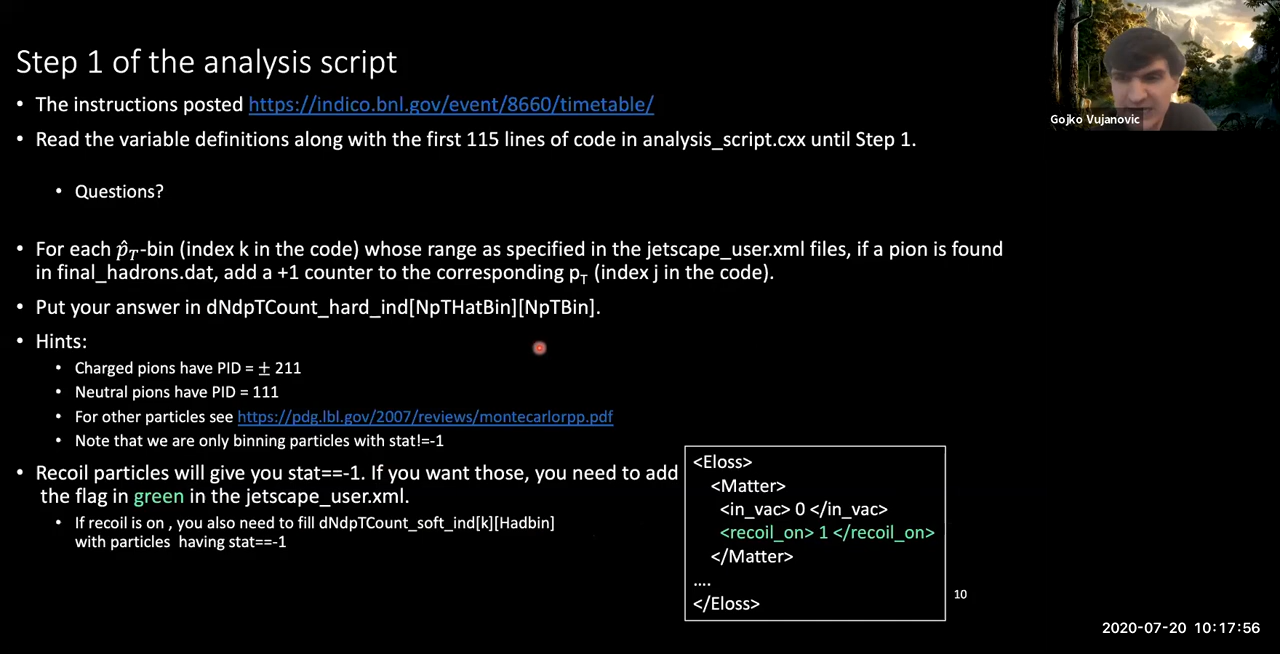 Step 1 of the analysis script
• The instructions posted https://indico.bnl.gov/event/8660/timetable/
• Read the variable definitions along with the first 115 lines of code in analysis_script.cxx until Step 1.
• Questions?
• For each p̂_T-bin (index k in the code) whose range as specified in the jetscape_user.xml files, if a pion is found
in final_hadrons.dat, add a +1 counter to the corresponding p_T (index j in the code).
• Put your answer in dNdpTCount_hard_ind[NpTHatBin][NpTBin].
• Hints:
• Charged pions have PID = ± 211
• Neutral pions have PID = 111
• For other particles see https://pdg.lbl.gov/2007/reviews/montecarlorpp.pdf
• Note that we are only binning particles with stat!=-1
• Recoil particles will give you stat==-1. If you want those, you need to add
the flag in green in the jetscape_user.xml.
• If recoil is on , you also need to fill dNdpTCount_soft_ind[k][Hadbin]
with particles having stat==-1
<Eloss>
<Matter>
<in_vac> 0 </in_vac>
<recoil_on> 1 </recoil_on>
</Matter>
....
</Eloss>
10
Gojko Vujanovic
2020-07-20 10:17:56